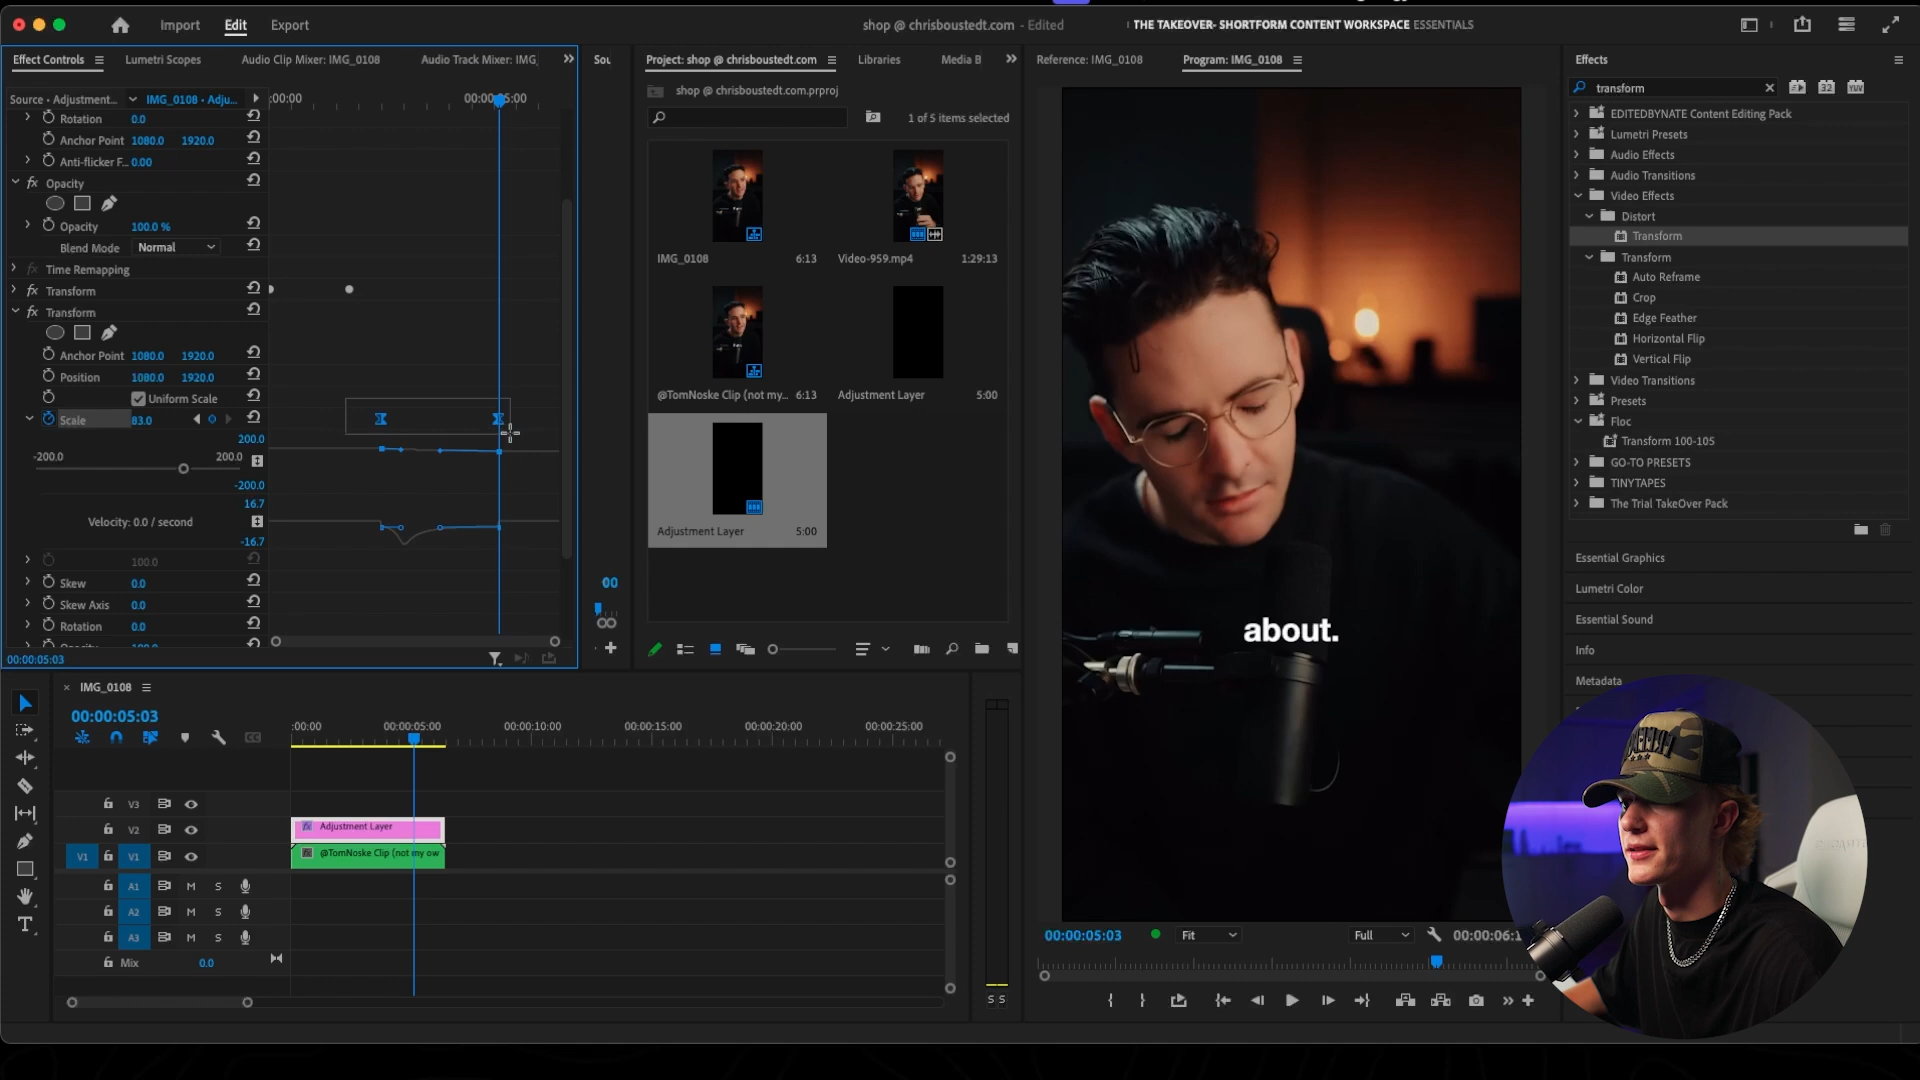 Import
Edit
Export
shop @ chrisboustedt.com - Edited
THE TAKEOVER- SHORTFORM CONTENT WORKSPACE ESSENTIALS
Effect Controls
Lumetri Scopes
Audio Clip Mixer: IMG_0108
Audio Track Mixer: IMG_
Source • Adjustment...
IMG_0108 • Adju...
:00:00
Rotation 0.0
Anchor Point 1080.0 1920.0
Anti-flicker F... 0.00
fx Opacity
Opacity 100.0 %
Blend Mode Normal
fx Time Remapping
fx Transform
fx Transform
Anchor Point 1080.0 1920.0
Position 1080.0 1920.0
Uniform Scale
Scale 83.0
200.0
-200.0 200.0
-200.0
16.7
Velocity: 0.0 / second
-16.7
100.0
Skew 0.0
Skew Axis 0.0
Rotation 0.0
00:00:05:03
Sou
00
Project: shop @ chrisboustedt.com
Libraries
Media B
shop @ chrisboustedt.com.prproj
1 of 5 items selected
IMG_0108 6:13
Video-959.mp4 1:29:13
@TomNoske Clip (not my... 6:13
Adjustment Layer 5:00
Adjustment Layer 5:00
Reference: IMG_0108
Program: IMG_0108
about.
00:00:05:03
Fit
Full
Effects
transform
32
YUV
EDITEDBYNATE Content Editing Pack
Lumetri Presets
Audio Effects
Audio Transitions
Video Effects
Distort
Transform
Transform
Auto Reframe
Crop
Edge Feather
Horizontal Flip
Vertical Flip
Video Transitions
Presets
Floc
Transform 100-105
GO-TO PRESETS
TINYTAPES
The Trial TakeOver Pack
Essential Graphics
Lumetri Color
Essential Sound
Info
Metadata
IMG_0108
00:00:05:03
:00:00
00:00:05:00
00:00:10:00
00:00:15:00
00:00:20:00
00:00:25:00
V3
V2
fx Adjustment Layer
V1 V1
@TomNoske Clip (not my ow
A1 M S
A2 M S
A3 M S
Mix 0.0
S S